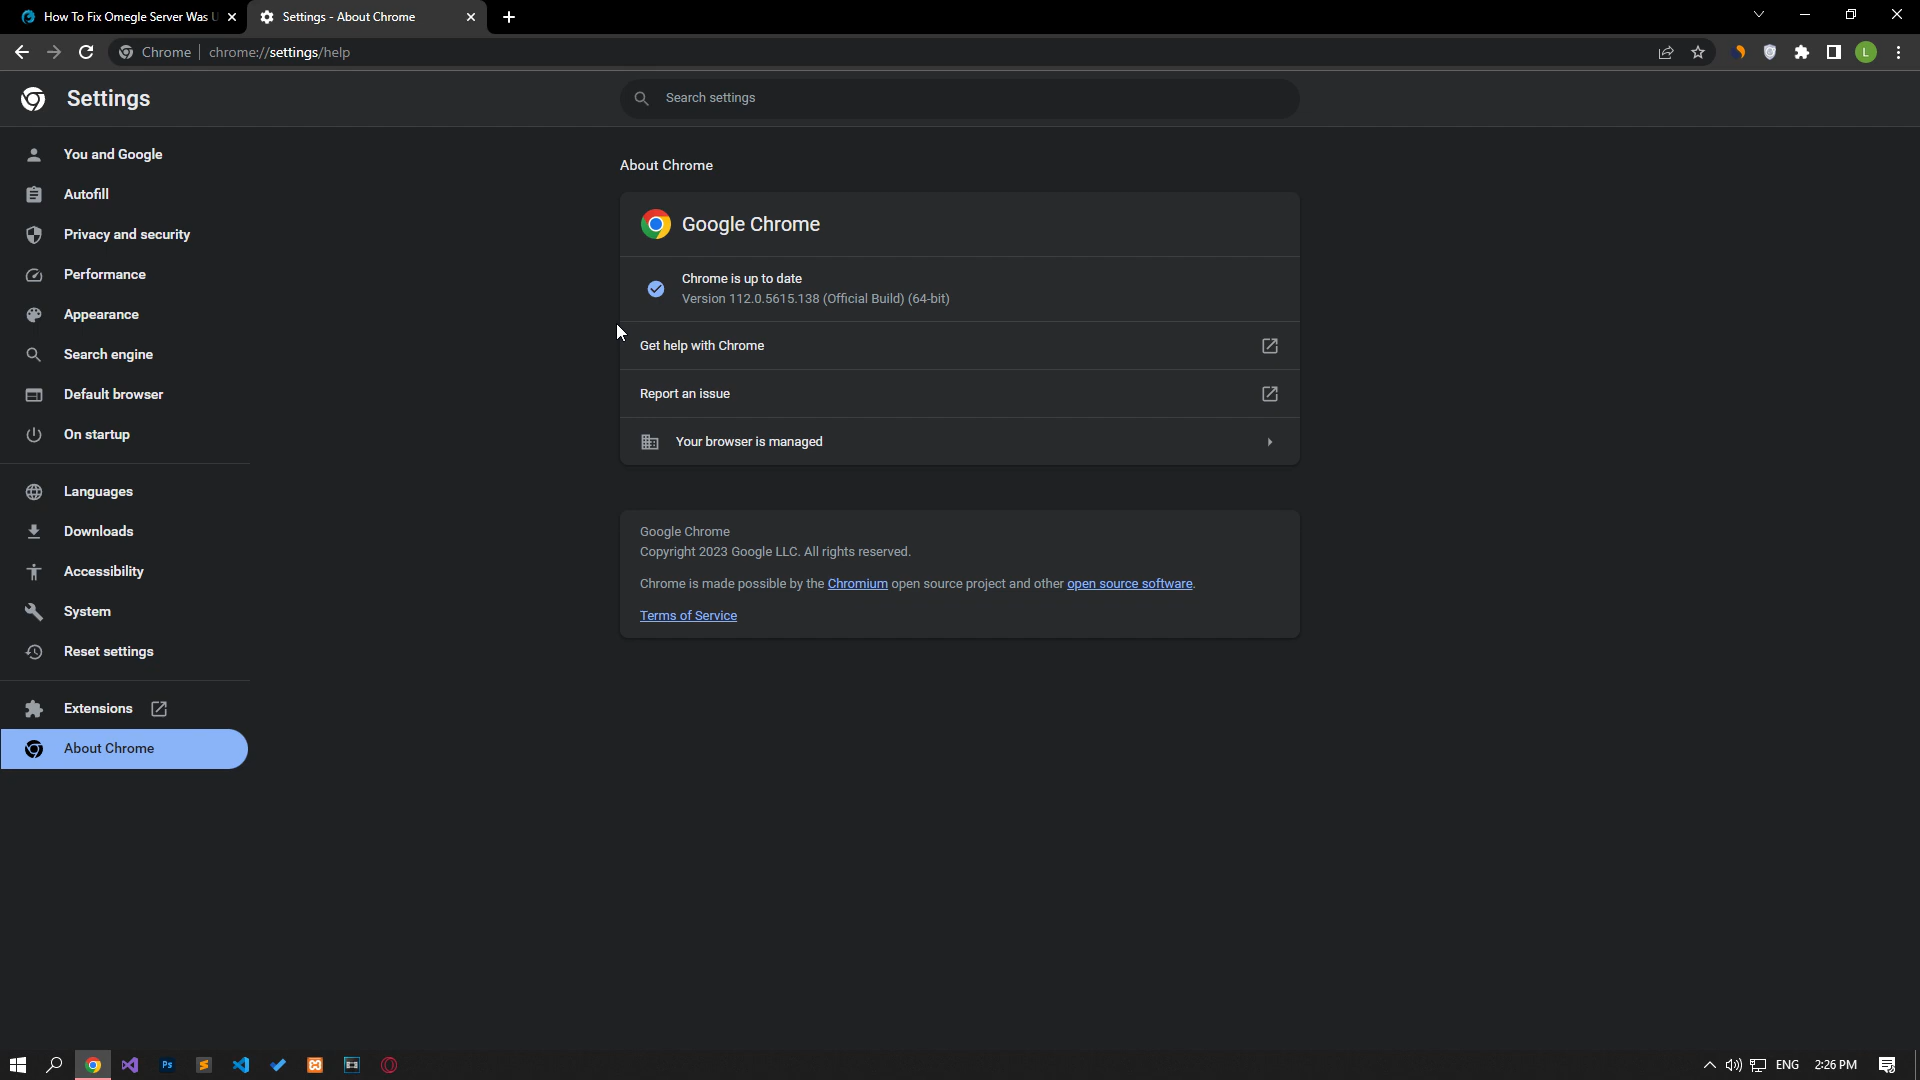 How To Fix Omegle Server Was U
Settings - About Chrome
Chrome
chrome://settings/help
L
Settings
Search settings
You and Google
Autofill
Privacy and security
Performance
Appearance
Search engine
Default browser
On startup
Languages
Downloads
Accessibility
System
Reset settings
Extensions
About Chrome
About Chrome
Google Chrome
Chrome is up to date
Version 112.0.5615.138 (Official Build) (64-bit)
Get help with Chrome
Report an issue
Your browser is managed
Google Chrome
Copyright 2023 Google LLC. All rights reserved.
Chrome is made possible by the Chromium open source project and other open source software.
Terms of Service
Ps
ENG
2:26 PM